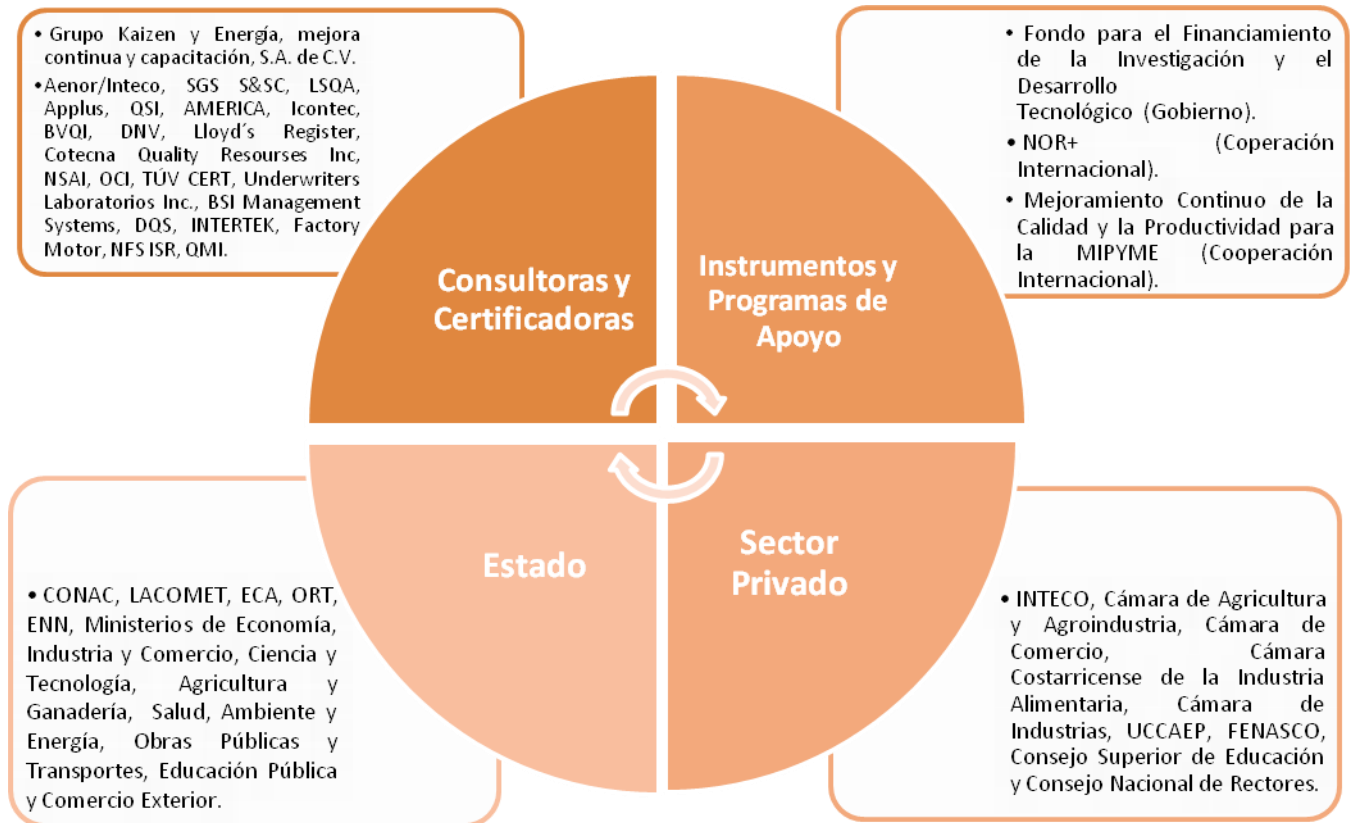 • Grupo Kaizen y Energía, mejora
continua y capacitación, S.A. de C.V.
•Aenor/Inteco, SGS S&SC, LSQA,
Applus, QSI, AMERICA, Icontec,
BVQI, DNV, Lloyd´s Register,
Cotecna Quality Resourses Inc,
NSAI, OCI, TÚV CERT, Underwriters
Laboratorios Inc., BSI Management
Systems, DQS, INTERTEK, Factory
Motor, NFS ISR, QMI.
• Fondo para el Financiamiento
de la Investigación y el
Desarrollo
Tecnológico (Gobierno).
• NOR+ (Coperación
Internacional).
• Mejoramiento Continuo de la
Calidad y la Productividad para
la MIPYME (Cooperación
Internacional).
Consultoras y
Certificadoras
Instrumentos y
Programas de
Apoyo
Estado
Sector
Privado
• CONAC, LACOMET, ECA, ORT,
ENN, Ministerios de Economía,
Industria y Comercio, Ciencia y
Tecnología, Agricultura y
Ganadería, Salud, Ambiente y
Energía, Obras Públicas y
Transportes, Educación Pública
y Comercio Exterior.
• INTECO, Cámara de Agricultura
y Agroindustria, Cámara de
Comercio, Cámara
Costarricense de la Industria
Alimentaria, Cámara de
Industrias, UCCAEP, FENASCO,
Consejo Superior de Educación
y Consejo Nacional de Rectores.